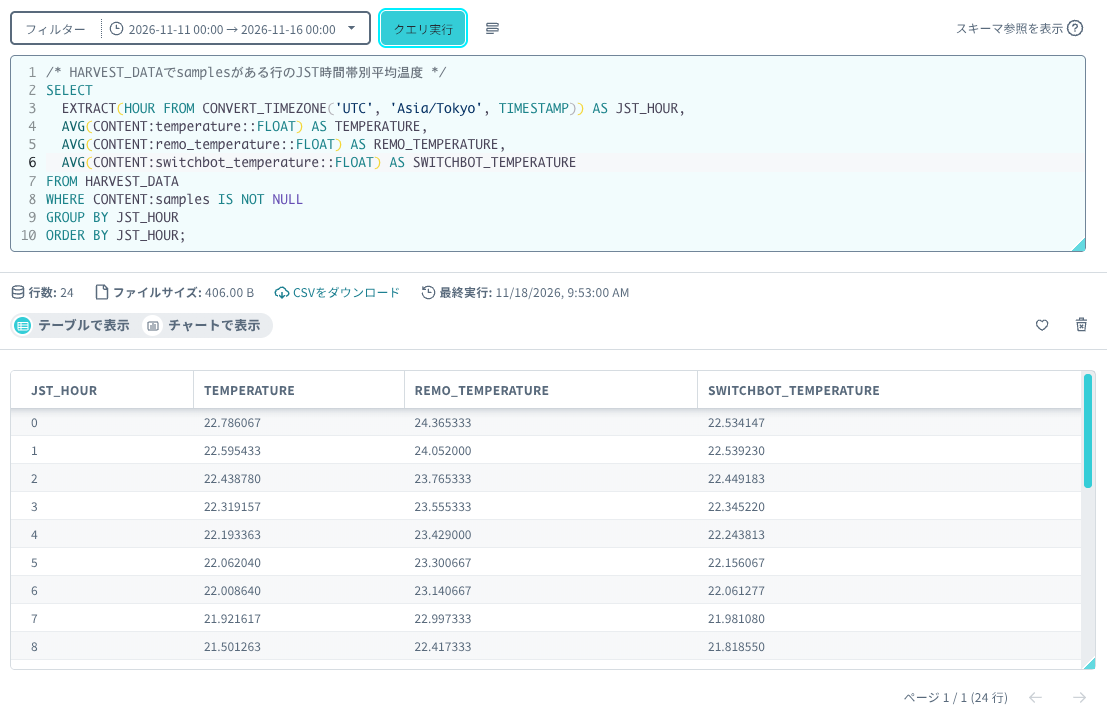 フィルター 2026-11-11 00:00 → 2026-11-16 00:00 クエリ実行 スキーマ参照を表示
1 /* HARVEST_DATAでsamplesがある行のJST時間帯別平均温度 */
2 SELECT
3 EXTRACT(HOUR FROM CONVERT_TIMEZONE('UTC', 'Asia/Tokyo', TIMESTAMP)) AS JST_HOUR,
4 AVG(CONTENT:temperature::FLOAT) AS TEMPERATURE,
5 AVG(CONTENT:remo_temperature::FLOAT) AS REMO_TEMPERATURE,
6 AVG(CONTENT:switchbot_temperature::FLOAT) AS SWITCHBOT_TEMPERATURE
7 FROM HARVEST_DATA
8 WHERE CONTENT:samples IS NOT NULL
9 GROUP BY JST_HOUR
10 ORDER BY JST_HOUR;
行数: 24 ファイルサイズ: 406.00 B CSVをダウンロード 最終実行: 11/18/2026, 9:53:00 AM
テーブルで表示 チャートで表示
JST_HOUR TEMPERATURE REMO_TEMPERATURE SWITCHBOT_TEMPERATURE
0 22.786067 24.365333 22.534147
1 22.595433 24.052000 22.539230
2 22.438780 23.765333 22.449183
3 22.319157 23.555333 22.345220
4 22.193363 23.429000 22.243813
5 22.062040 23.300667 22.156067
6 22.008640 23.140667 22.061277
7 21.921617 22.997333 21.981080
8 21.501263 22.417333 21.818550
ページ 1 / 1 (24 行) ← →